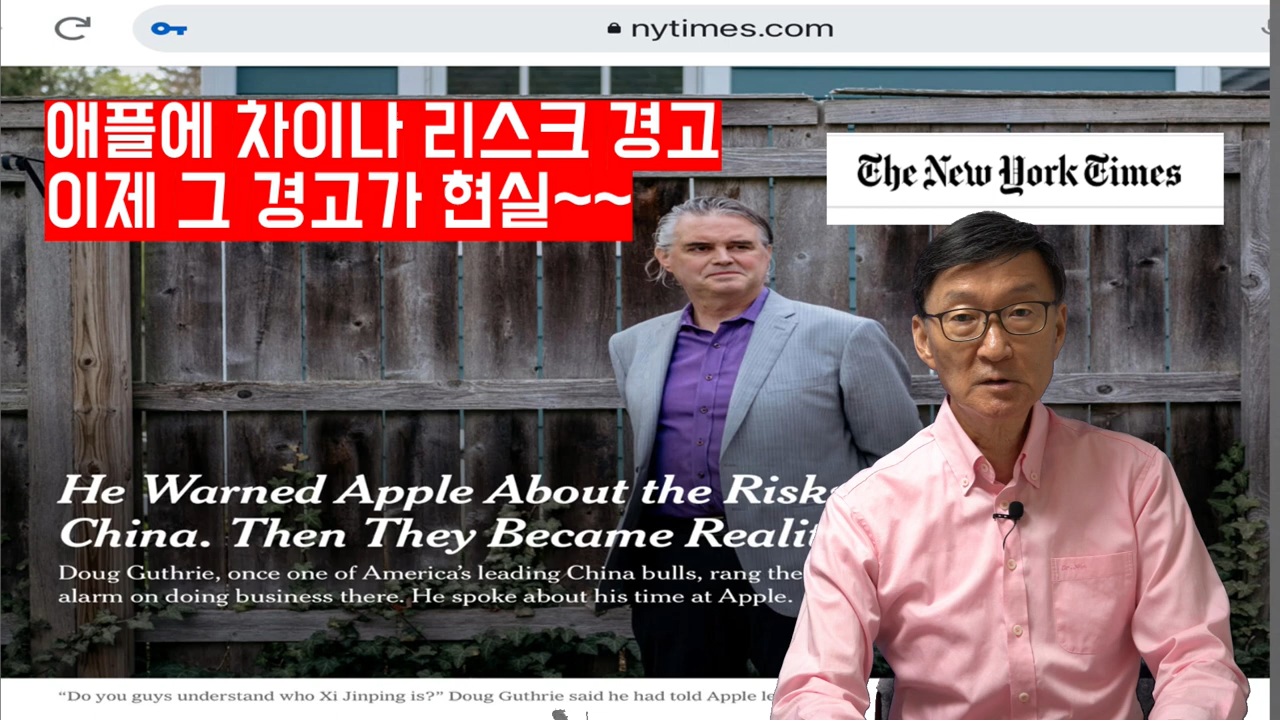 nytimes.com
애플에 차이나 리스크 경고
이제 그 경고가 현실~~
The New York Times
He Warned Apple About the Risks
China. Then They Became Realit
Doug Guthrie, once one of America's leading China bulls, rang the
alarm on doing business there. He spoke about his time at Apple.
“Do you guys understand who Xi Jinping is?” Doug Guthrie said he had told Apple le